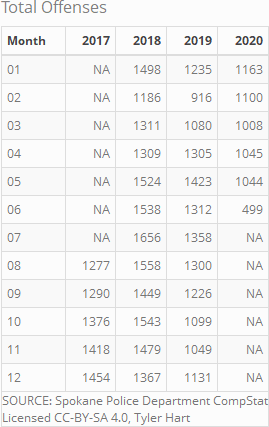 Total Offenses
Month 2017 2018 2019 2020
01 NA 1498 1235 1163
02 NA 1186 916 1100
03 NA 1311 1080 1008
04 NA 1309 1305 1045
05 NA 1524 1423 1044
06 NA 1538 1312 499
07 NA 1656 1358 NA
08 1277 1558 1300 NA
09 1290 1449 1226 NA
10 1376 1543 1099 NA
11 1418 1479 1049 NA
12 1454 1367 1131 NA
SOURCE: Spokane Police Department CompStat
Licensed CC-BY-SA 4.0, Tyler Hart